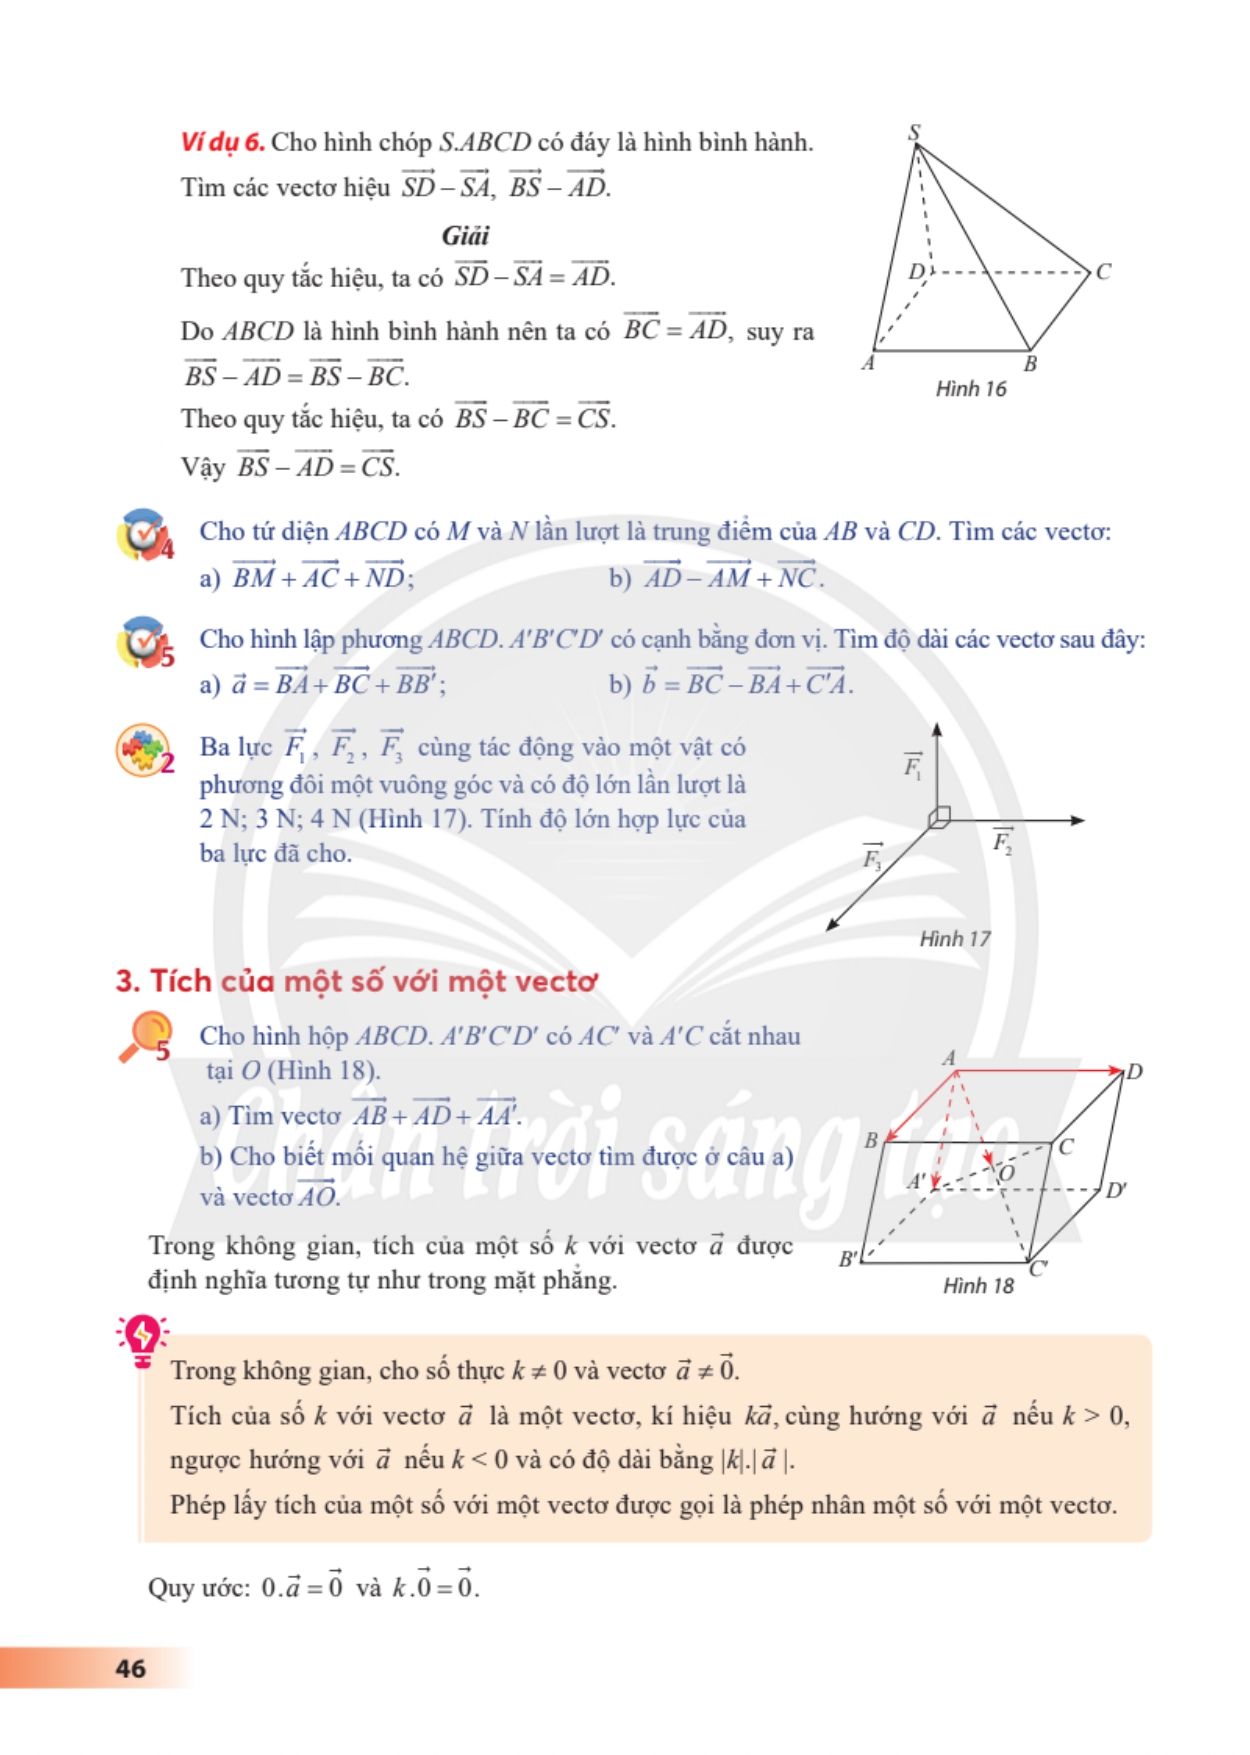 Ví dụ 6. Cho hình chóp S.ABCD có đáy là hình bình hành.
Tìm các vectơ hiệu $\overrightarrow{SD} - \overrightarrow{SA}$, $\overrightarrow{BS} - \overrightarrow{AD}$.
Giải
Theo quy tắc hiệu, ta có $\overrightarrow{SD} - \overrightarrow{SA} = \overrightarrow{AD}$.
Do ABCD là hình bình hành nên ta có $\overrightarrow{BC} = \overrightarrow{AD}$, suy ra
$\overrightarrow{BS} - \overrightarrow{AD} = \overrightarrow{BS} - \overrightarrow{BC}$.
Theo quy tắc hiệu, ta có $\overrightarrow{BS} - \overrightarrow{BC} = \overrightarrow{CS}$.
Vậy $\overrightarrow{BS} - \overrightarrow{AD} = \overrightarrow{CS}$.
S
D
C
A
B
Hình 16
4
Cho tứ diện ABCD có M và N lần lượt là trung điểm của AB và CD. Tìm các vectơ:
a) $\overrightarrow{BM} + \overrightarrow{AC} + \overrightarrow{ND}$; b) $\overrightarrow{AD} - \overrightarrow{AM} + \overrightarrow{NC}$.
5
Cho hình lập phương ABCD. A'B'C'D' có cạnh bằng đơn vị. Tìm độ dài các vectơ sau đây:
a) $\vec{a} = \overrightarrow{BA} + \overrightarrow{BC} + \overrightarrow{BB'}$; b) $\vec{b} = \overrightarrow{BC} - \overrightarrow{BA} + \overrightarrow{C'A}$.
2
Ba lực $\overrightarrow{F_1}$, $\overrightarrow{F_2}$, $\overrightarrow{F_3}$ cùng tác động vào một vật có
phương đôi một vuông góc và có độ lớn lần lượt là
2 N; 3 N; 4 N (Hình 17). Tính độ lớn hợp lực của
ba lực đã cho.
$\overrightarrow{F_1}$
$\overrightarrow{F_2}$
$\overrightarrow{F_3}$
Hình 17
3. Tích của một số với một vectơ
5
Cho hình hộp ABCD. A'B'C'D' có AC' và A'C cắt nhau
tại O (Hình 18).
a) Tìm vectơ $\overrightarrow{AB} + \overrightarrow{AD} + \overrightarrow{AA'}$.
b) Cho biết mối quan hệ giữa vectơ tìm được ở câu a)
và vectơ $\overrightarrow{AO}$.
A
D
B
C
O
A'
D'
B'
C'
Hình 18
Chân trời sáng tạo
Trong không gian, tích của một số k với vectơ $\vec{a}$ được
định nghĩa tương tự như trong mặt phẳng.
Trong không gian, cho số thực k ≠ 0 và vectơ $\vec{a} \neq \vec{0}$.
Tích của số k với vectơ $\vec{a}$ là một vectơ, kí hiệu $k\vec{a}$, cùng hướng với $\vec{a}$ nếu k > 0,
ngược hướng với $\vec{a}$ nếu k < 0 và có độ dài bằng $|k|.|\vec{a}|$.
Phép lấy tích của một số với một vectơ được gọi là phép nhân một số với một vectơ.
Quy ước: $0.\vec{a} = \vec{0}$ và $k.\vec{0} = \vec{0}$.
46